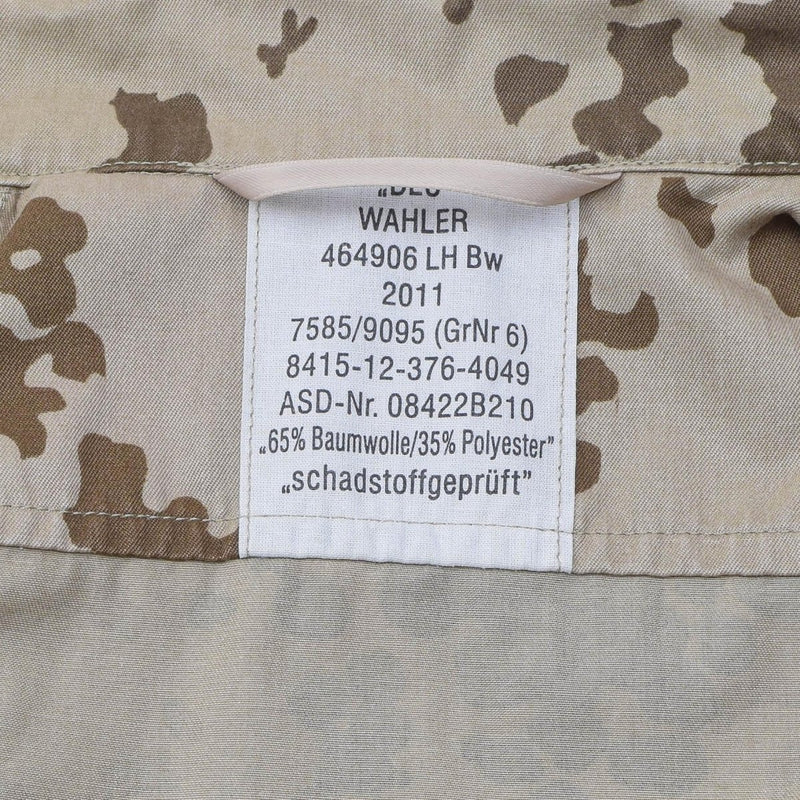 WAHLER
464906 LH Bw
2011
7585/9095 (GrNr 6)
8415-12-376-4049
ASD-Nr. 08422B210
„65% Baumwolle/35% Polyester”
„schadstoffgeprüft”